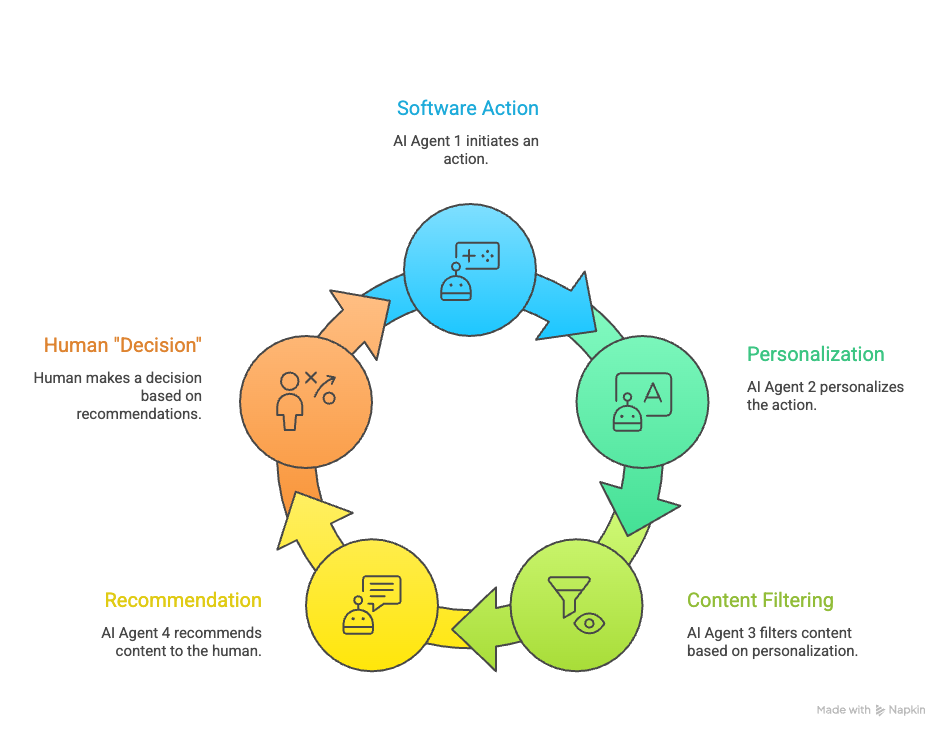 Software Action
AI Agent 1 initiates an
action.
Human "Decision"
Human makes a decision
based on
recommendations.
Personalization
AI Agent 2 personalizes
the action.
A
Recommendation
AI Agent 4 recommends
content to the human.
Content Filtering
AI Agent 3 filters content
based on personalization.
Made with Napkin